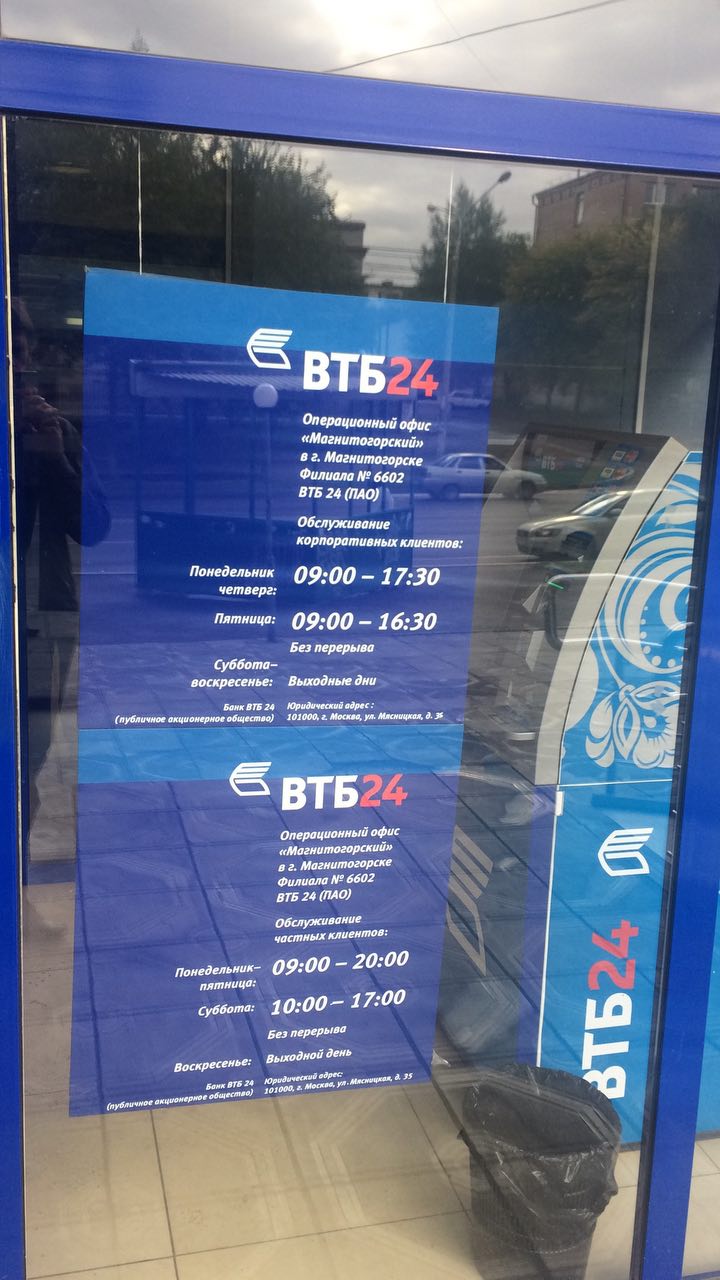 ВТБ24
Операционный офис
«Магнитогорский»
в г. Магнитогорске
Филиала № 6602
ВТБ 24 (ПАО)
Обслуживание
корпоративных клиентов:
Понедельник
четверг: 09:00 – 17:30
Пятница: 09:00 – 16:30
Без перерыва
Суббота–
воскресенье: Выходные дни
Банк ВТБ 24 Юридический адрес :
(публичное акционерное общество) 101000, г. Москва, ул. Мясницкая, д. 35
ВТБ24
Операционный офис
«Магнитогорский»
в г. Магнитогорске
Филиала № 6602
ВТБ 24 (ПАО)
Обслуживание
частных клиентов:
Понедельник–
пятница: 09:00 – 20:00
Суббота: 10:00 – 17:00
Без перерыва
Воскресенье: Выходной день
Банк ВТБ 24 Юридический адрес:
(публичное акционерное общество) 101000, г. Москва, ул. Мясницкая, д. 35
ВТБ24